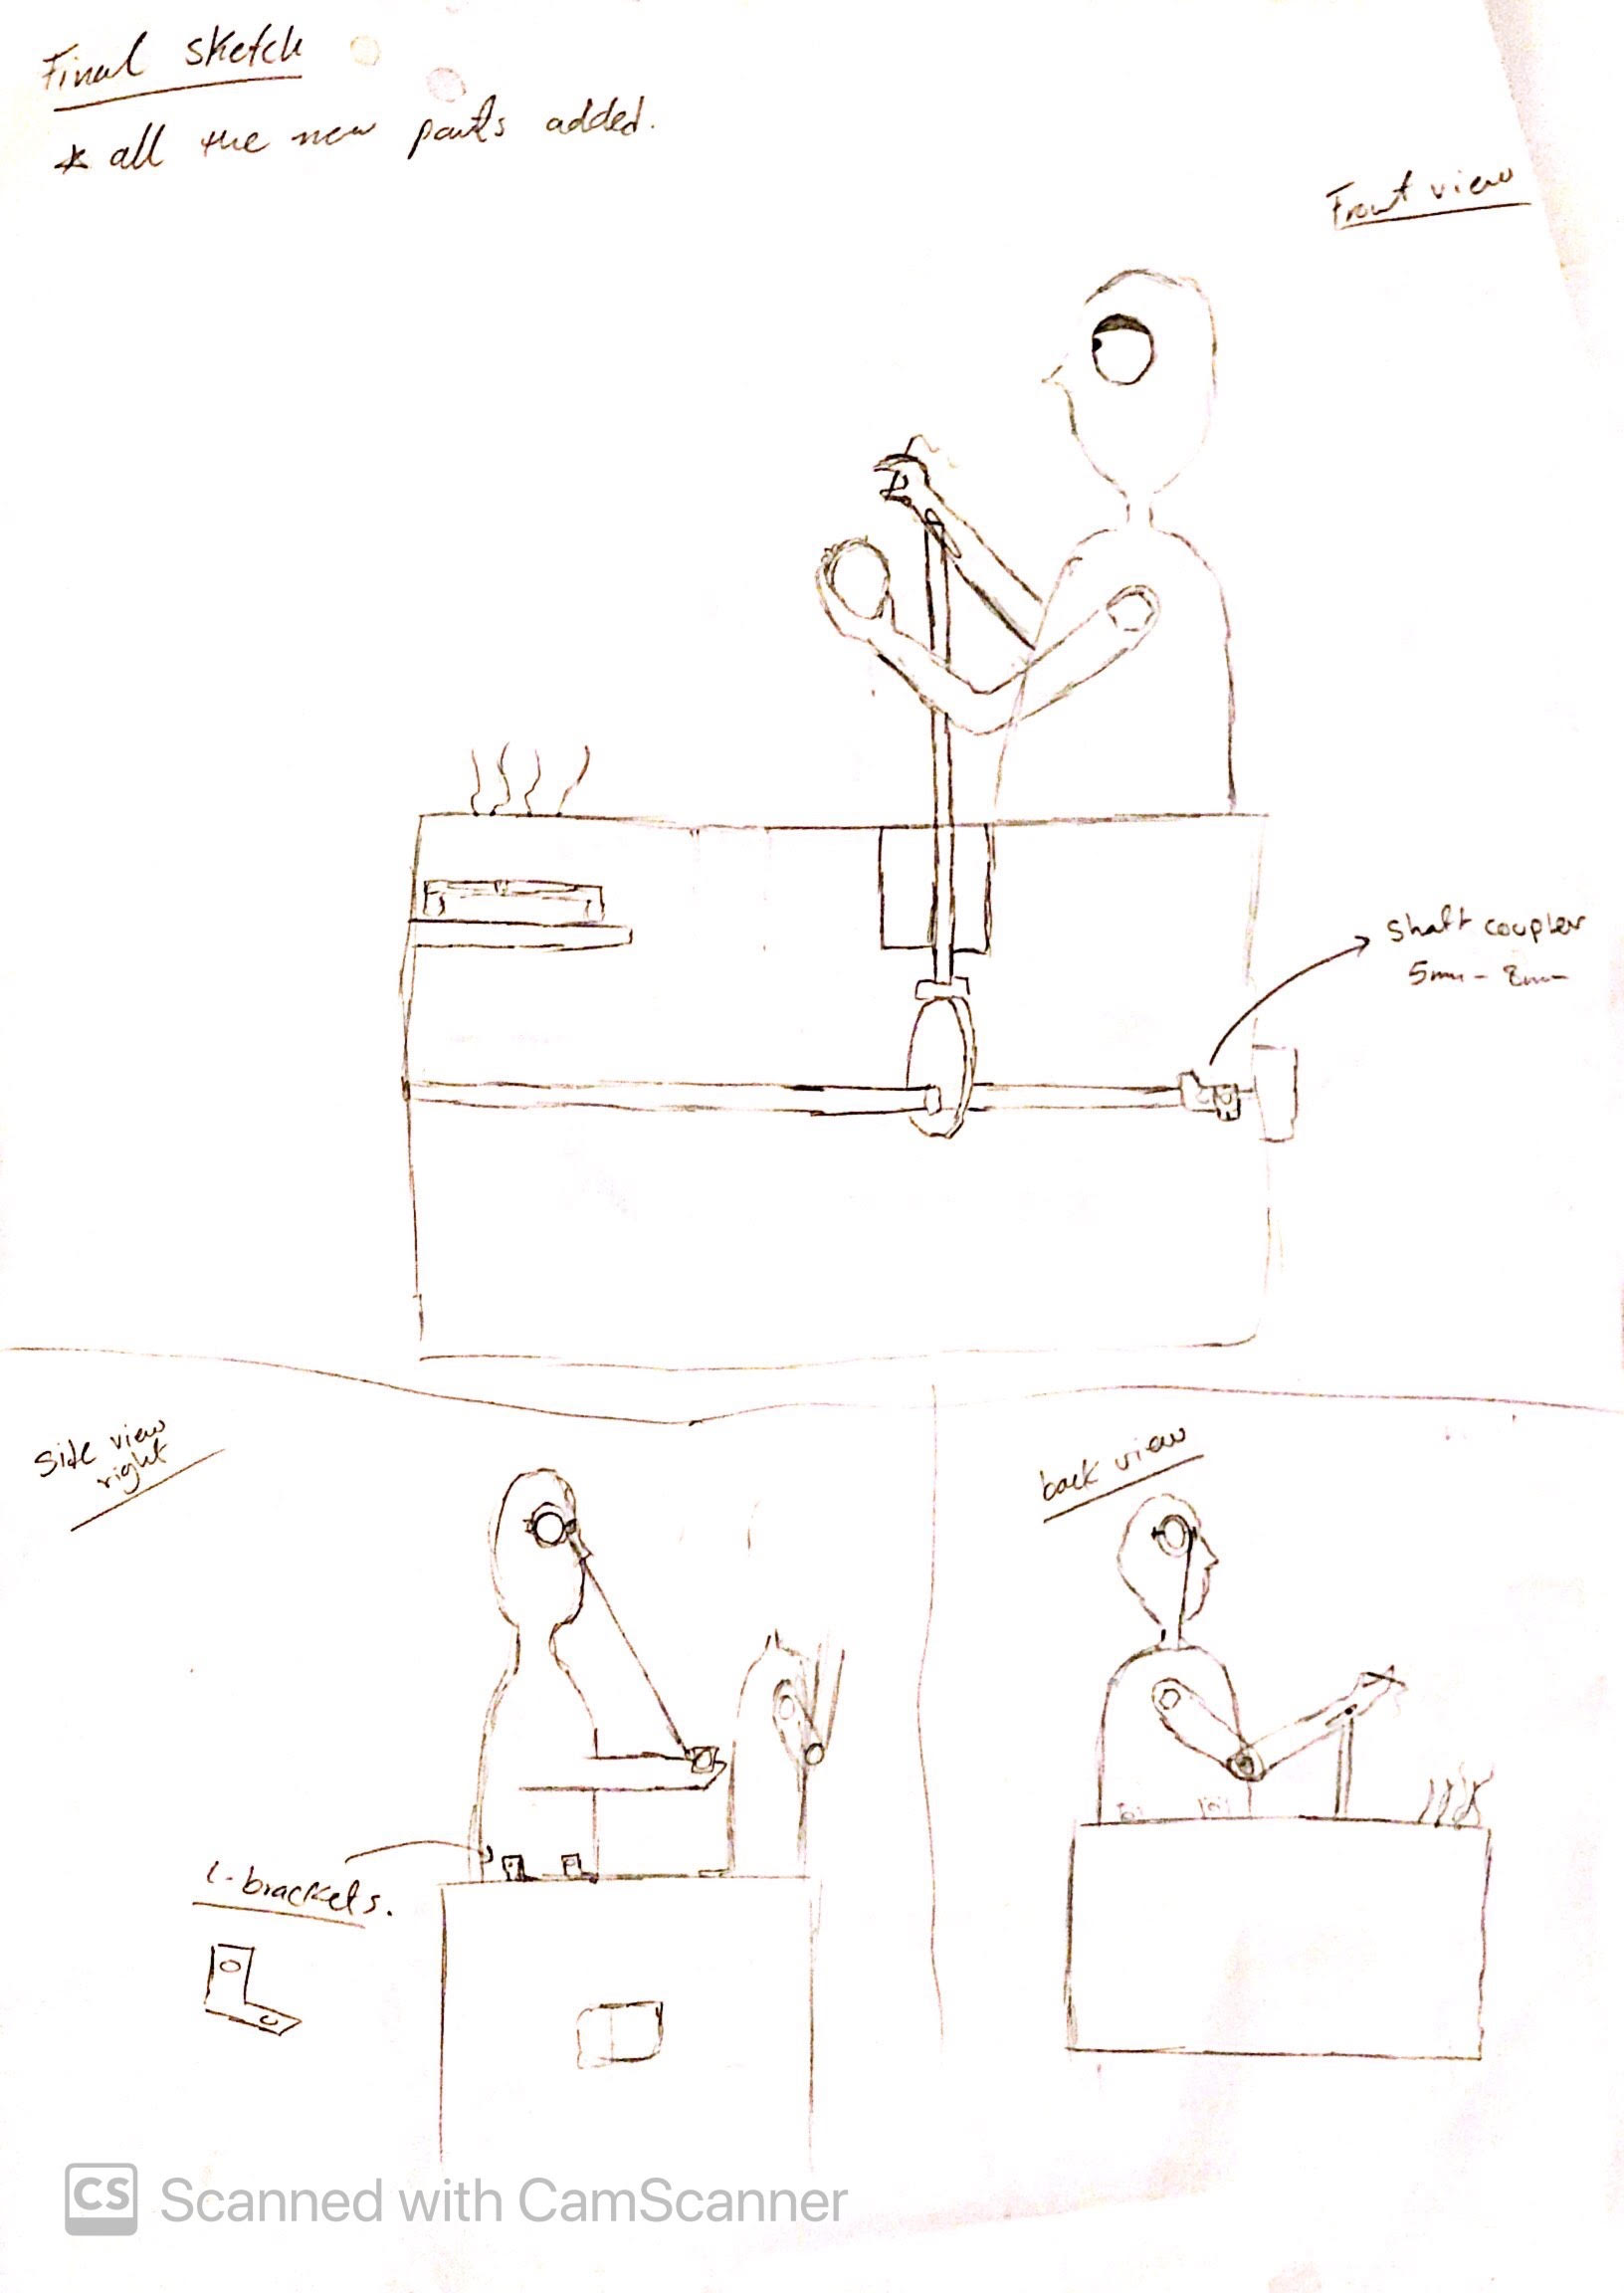 Final sketch
* all the new parts added.
Front view
shaft coupler
5mm - 8mm
Side view
right
back view
L-brackets.
CS Scanned with CamScanner